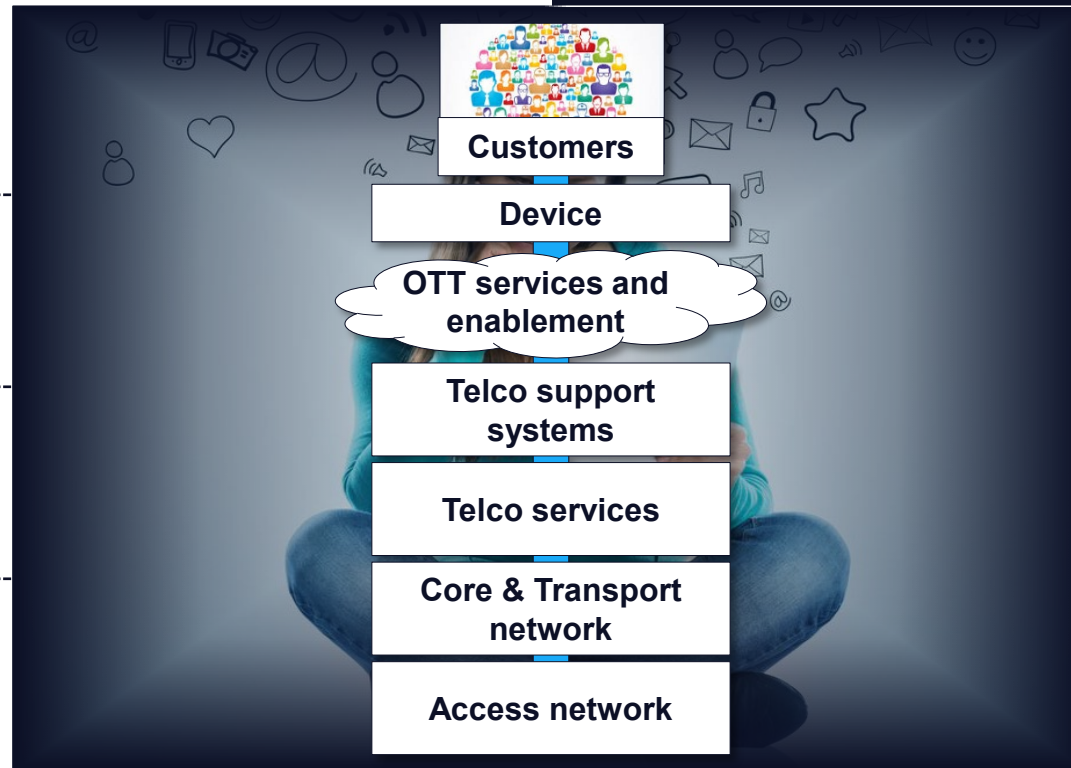 Customers
Device
OTT services and
enablement
Telco support
systems
Telco services
Core & Transport
network
Access network